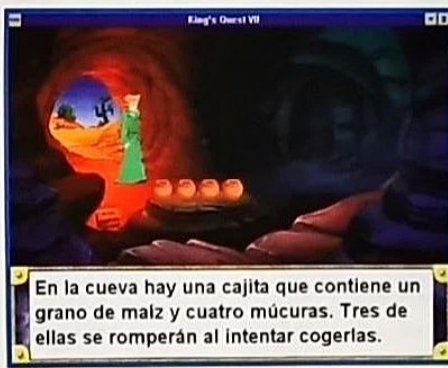 King's Quest VII
En la cueva hay una cajita que contiene un
grano de maíz y cuatro múcuras. Tres de
ellas se romperán al intentar cogerlas.